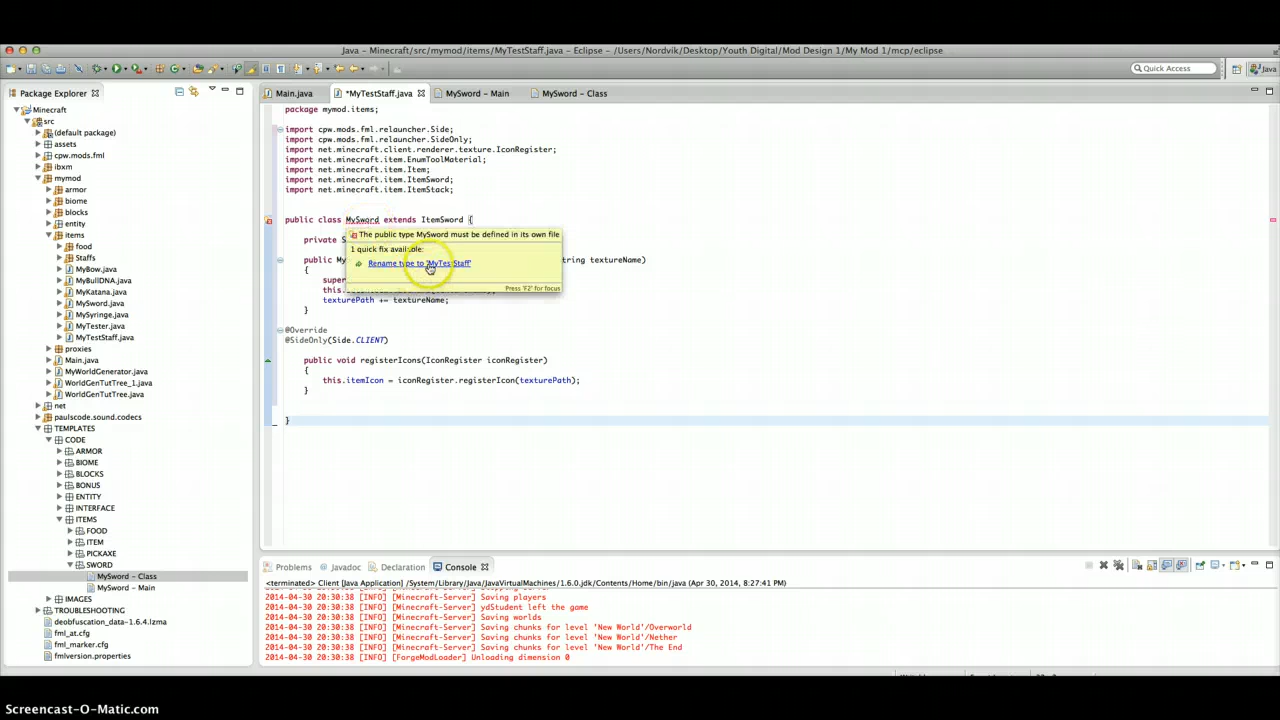 Java – Minecraft/src/mymod/items/MyTestStaff.java – Eclipse – /Users/Nordvik/Desktop/Youth Digital/Mod Design 1/My Mod 1/mcp/eclipse
Quick Access
Java
Package Explorer
Main.java
*MyTestStaff.java
MySword – Main
MySword – Class
Minecraft
src
(default package)
assets
cpw.mods.fml
ibxm
mymod
armor
biome
blocks
entity
items
food
Staffs
MyBow.java
MyBullDNA.java
MyKatana.java
MySword.java
MySyringe.java
MyTester.java
MyTestStaff.java
proxies
Main.java
MyWorldGenerator.java
WorldGenTutTree_1.java
WorldGenTutTree.java
net
paulscode.sound.codecs
TEMPLATES
CODE
ARMOR
BIOME
BLOCKS
BONUS
ENTITY
INTERFACE
ITEMS
FOOD
ITEM
PICKAXE
SWORD
MySword – Class
MySword – Main
IMAGES
TROUBLESHOOTING
deobfuscation_data-1.6.4.lzma
fml_at.cfg
fml_marker.cfg
fmlversion.properties
package mymod.items;
import cpw.mods.fml.relauncher.Side;
import cpw.mods.fml.relauncher.SideOnly;
import net.minecraft.client.renderer.texture.IconRegister;
import net.minecraft.item.EnumToolMaterial;
import net.minecraft.item.Item;
import net.minecraft.item.ItemSword;
import net.minecraft.item.ItemStack;
public class MySword extends ItemSword {
The public type MySword must be defined in its own file
private S
1 quick fix available:
public My
tring textureName)
Rename type to 'MyTestStaff'
{
super
Press 'F2' for focus
this.
texturePath += textureName;
}
@Override
@SideOnly(Side.CLIENT)
public void registerIcons(IconRegister iconRegister)
{
this.itemIcon = iconRegister.registerIcon(texturePath);
}
}
Problems
Javadoc
Declaration
Console
<terminated> Client [Java Application] /System/Library/Java/JavaVirtualMachines/1.6.0.jdk/Contents/Home/bin/java (Apr 30, 2014, 8:27:41 PM)
2014-04-30 20:30:38 [INFO] [Minecraft-Server] Saving players
2014-04-30 20:30:38 [INFO] [Minecraft-Server] ydStudent left the game
2014-04-30 20:30:38 [INFO] [Minecraft-Server] Saving worlds
2014-04-30 20:30:38 [INFO] [Minecraft-Server] Saving chunks for level 'New World'/Overworld
2014-04-30 20:30:38 [INFO] [Minecraft-Server] Saving chunks for level 'New World'/Nether
2014-04-30 20:30:38 [INFO] [Minecraft-Server] Saving chunks for level 'New World'/The End
2014-04-30 20:30:38 [INFO] [ForgeModLoader] Unloading dimension 0
Screencast-O-Matic.com